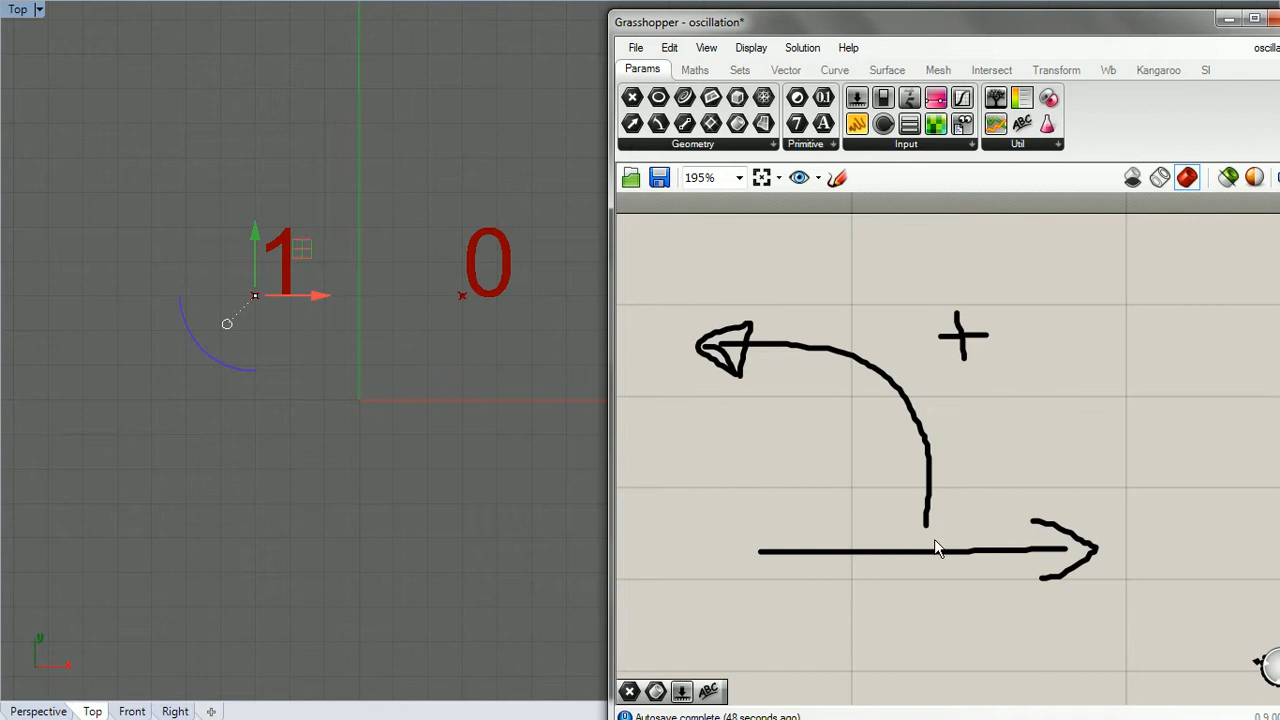 Top
1
0
y
x
Perspective Top Front Right
Grasshopper - oscillation*
File Edit View Display Solution Help
Params Maths Sets Vector Curve Surface Mesh Intersect Transform Wb Kangaroo
Geometry Primitive Input Util
195%
Autosave complete (48 seconds ago)